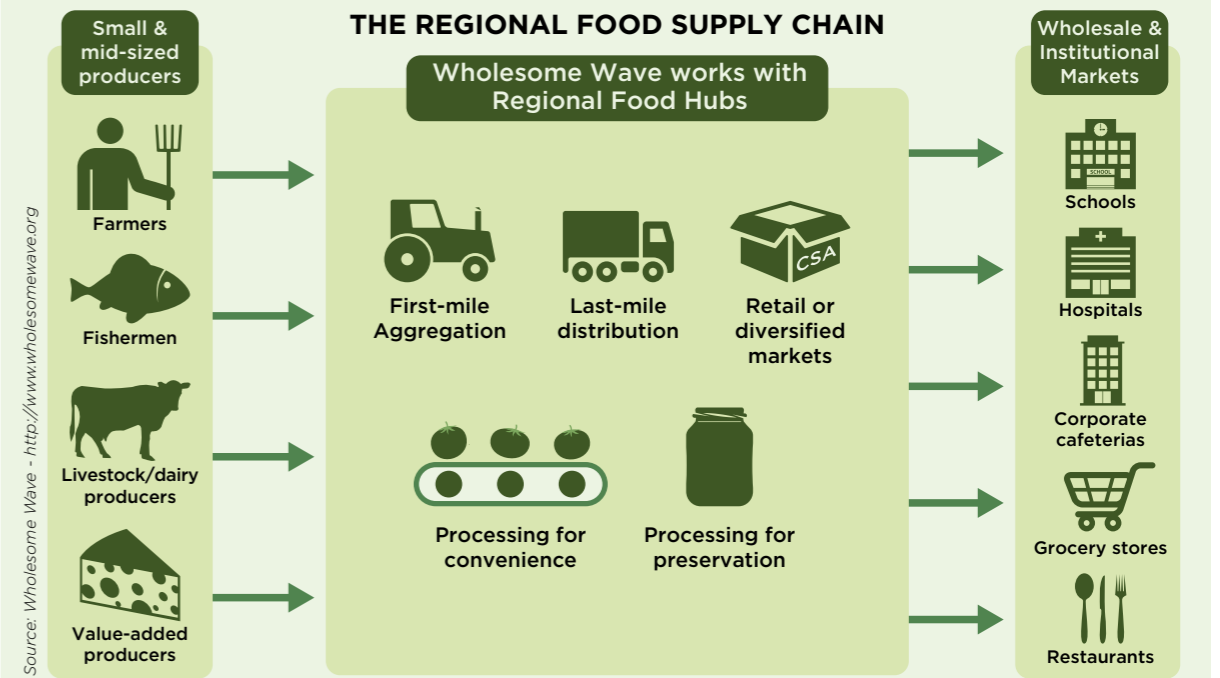 THE REGIONAL FOOD SUPPLY CHAIN
Small &
mid-sized
producers
Farmers
Fishermen
Livestock/dairy
producers
Value-added
producers
Wholesome Wave works with
Regional Food Hubs
First-mile
Aggregation
Last-mile
distribution
CSA
Retail or
diversified
markets
Processing for
convenience
Processing for
preservation
Wholesale &
Institutional
Markets
SCHOOL
Schools
Hospitals
Corporate
cafeterias
Grocery stores
Restaurants
Source: Wholesome Wave - http://www.wholesomewave.org